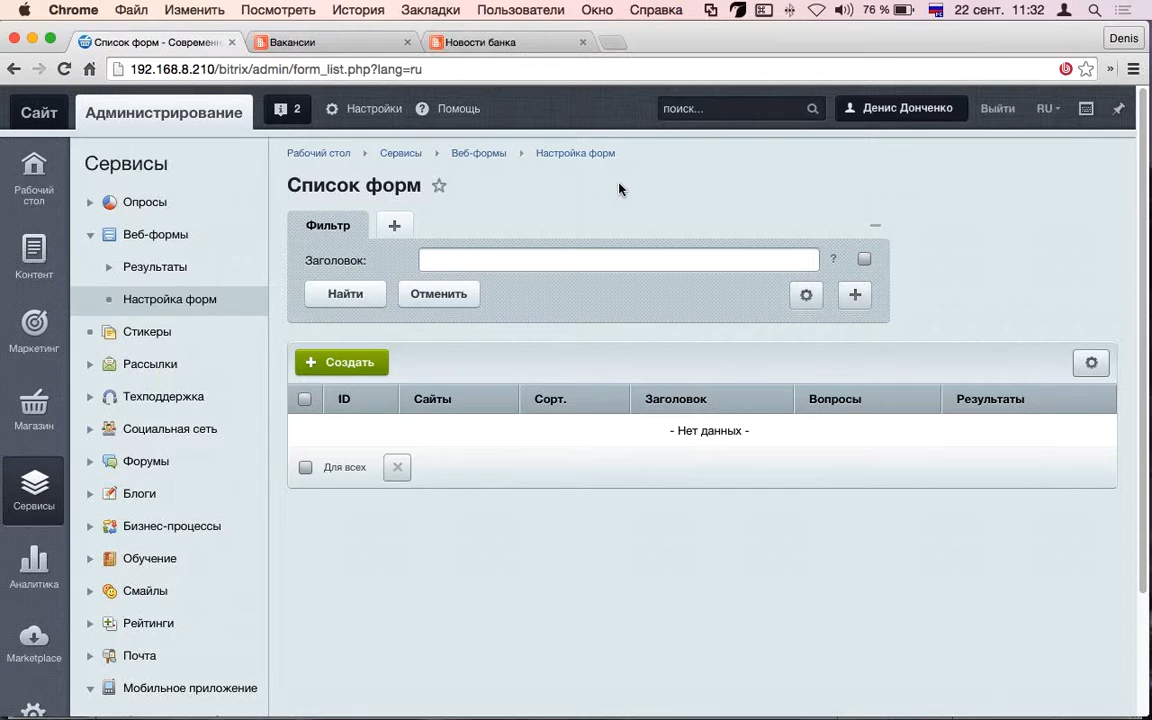 Chrome Файл Изменить Посмотреть История Закладки Пользователи Окно Справка 76 % 22 сент. 11:32
Список форм - Современн
Вакансии
Новости банка
Denis
192.168.8.210/bitrix/admin/form_list.php?lang=ru
Сайт
Администрирование
2
Настройки
Помощь
поиск...
Денис Донченко
Выйти
RU
Рабочий стол
Контент
Маркетинг
Магазин
Сервисы
Аналитика
Marketplace
Сервисы
Опросы
Веб-формы
Результаты
Настройка форм
Стикеры
Рассылки
Техподдержка
Социальная сеть
Форумы
Блоги
Бизнес-процессы
Обучение
Смайлы
Рейтинги
Почта
Мобильное приложение
Рабочий стол Сервисы Веб-формы Настройка форм
Список форм
Фильтр
Заголовок: ?
Найти Отменить
Создать
ID Сайты Сорт. Заголовок Вопросы Результаты
- Нет данных -
Для всех